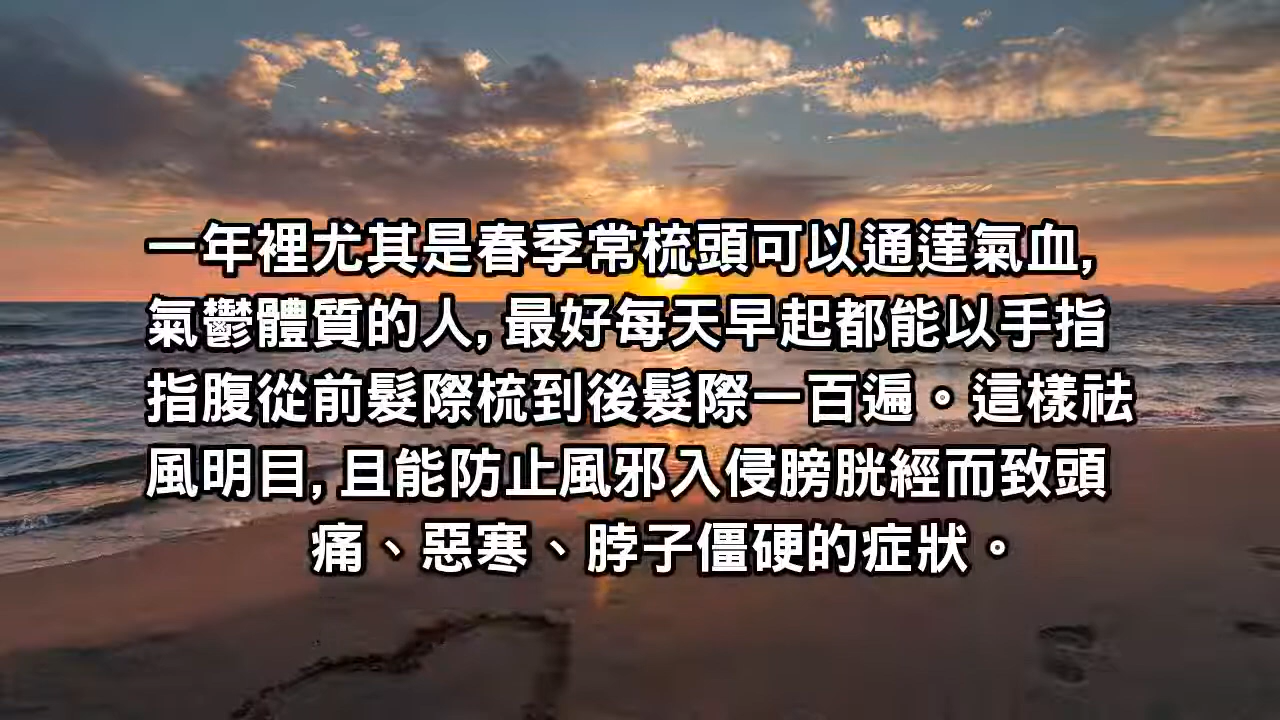 一年裡尤其是春季常梳頭可以通達氣血,
氣鬱體質的人, 最好每天早起都能以手指
指腹從前髮際梳到後髮際一百遍。這樣祛
風明目, 且能防止風邪入侵膀胱經而致頭
痛、惡寒、脖子僵硬的症狀。